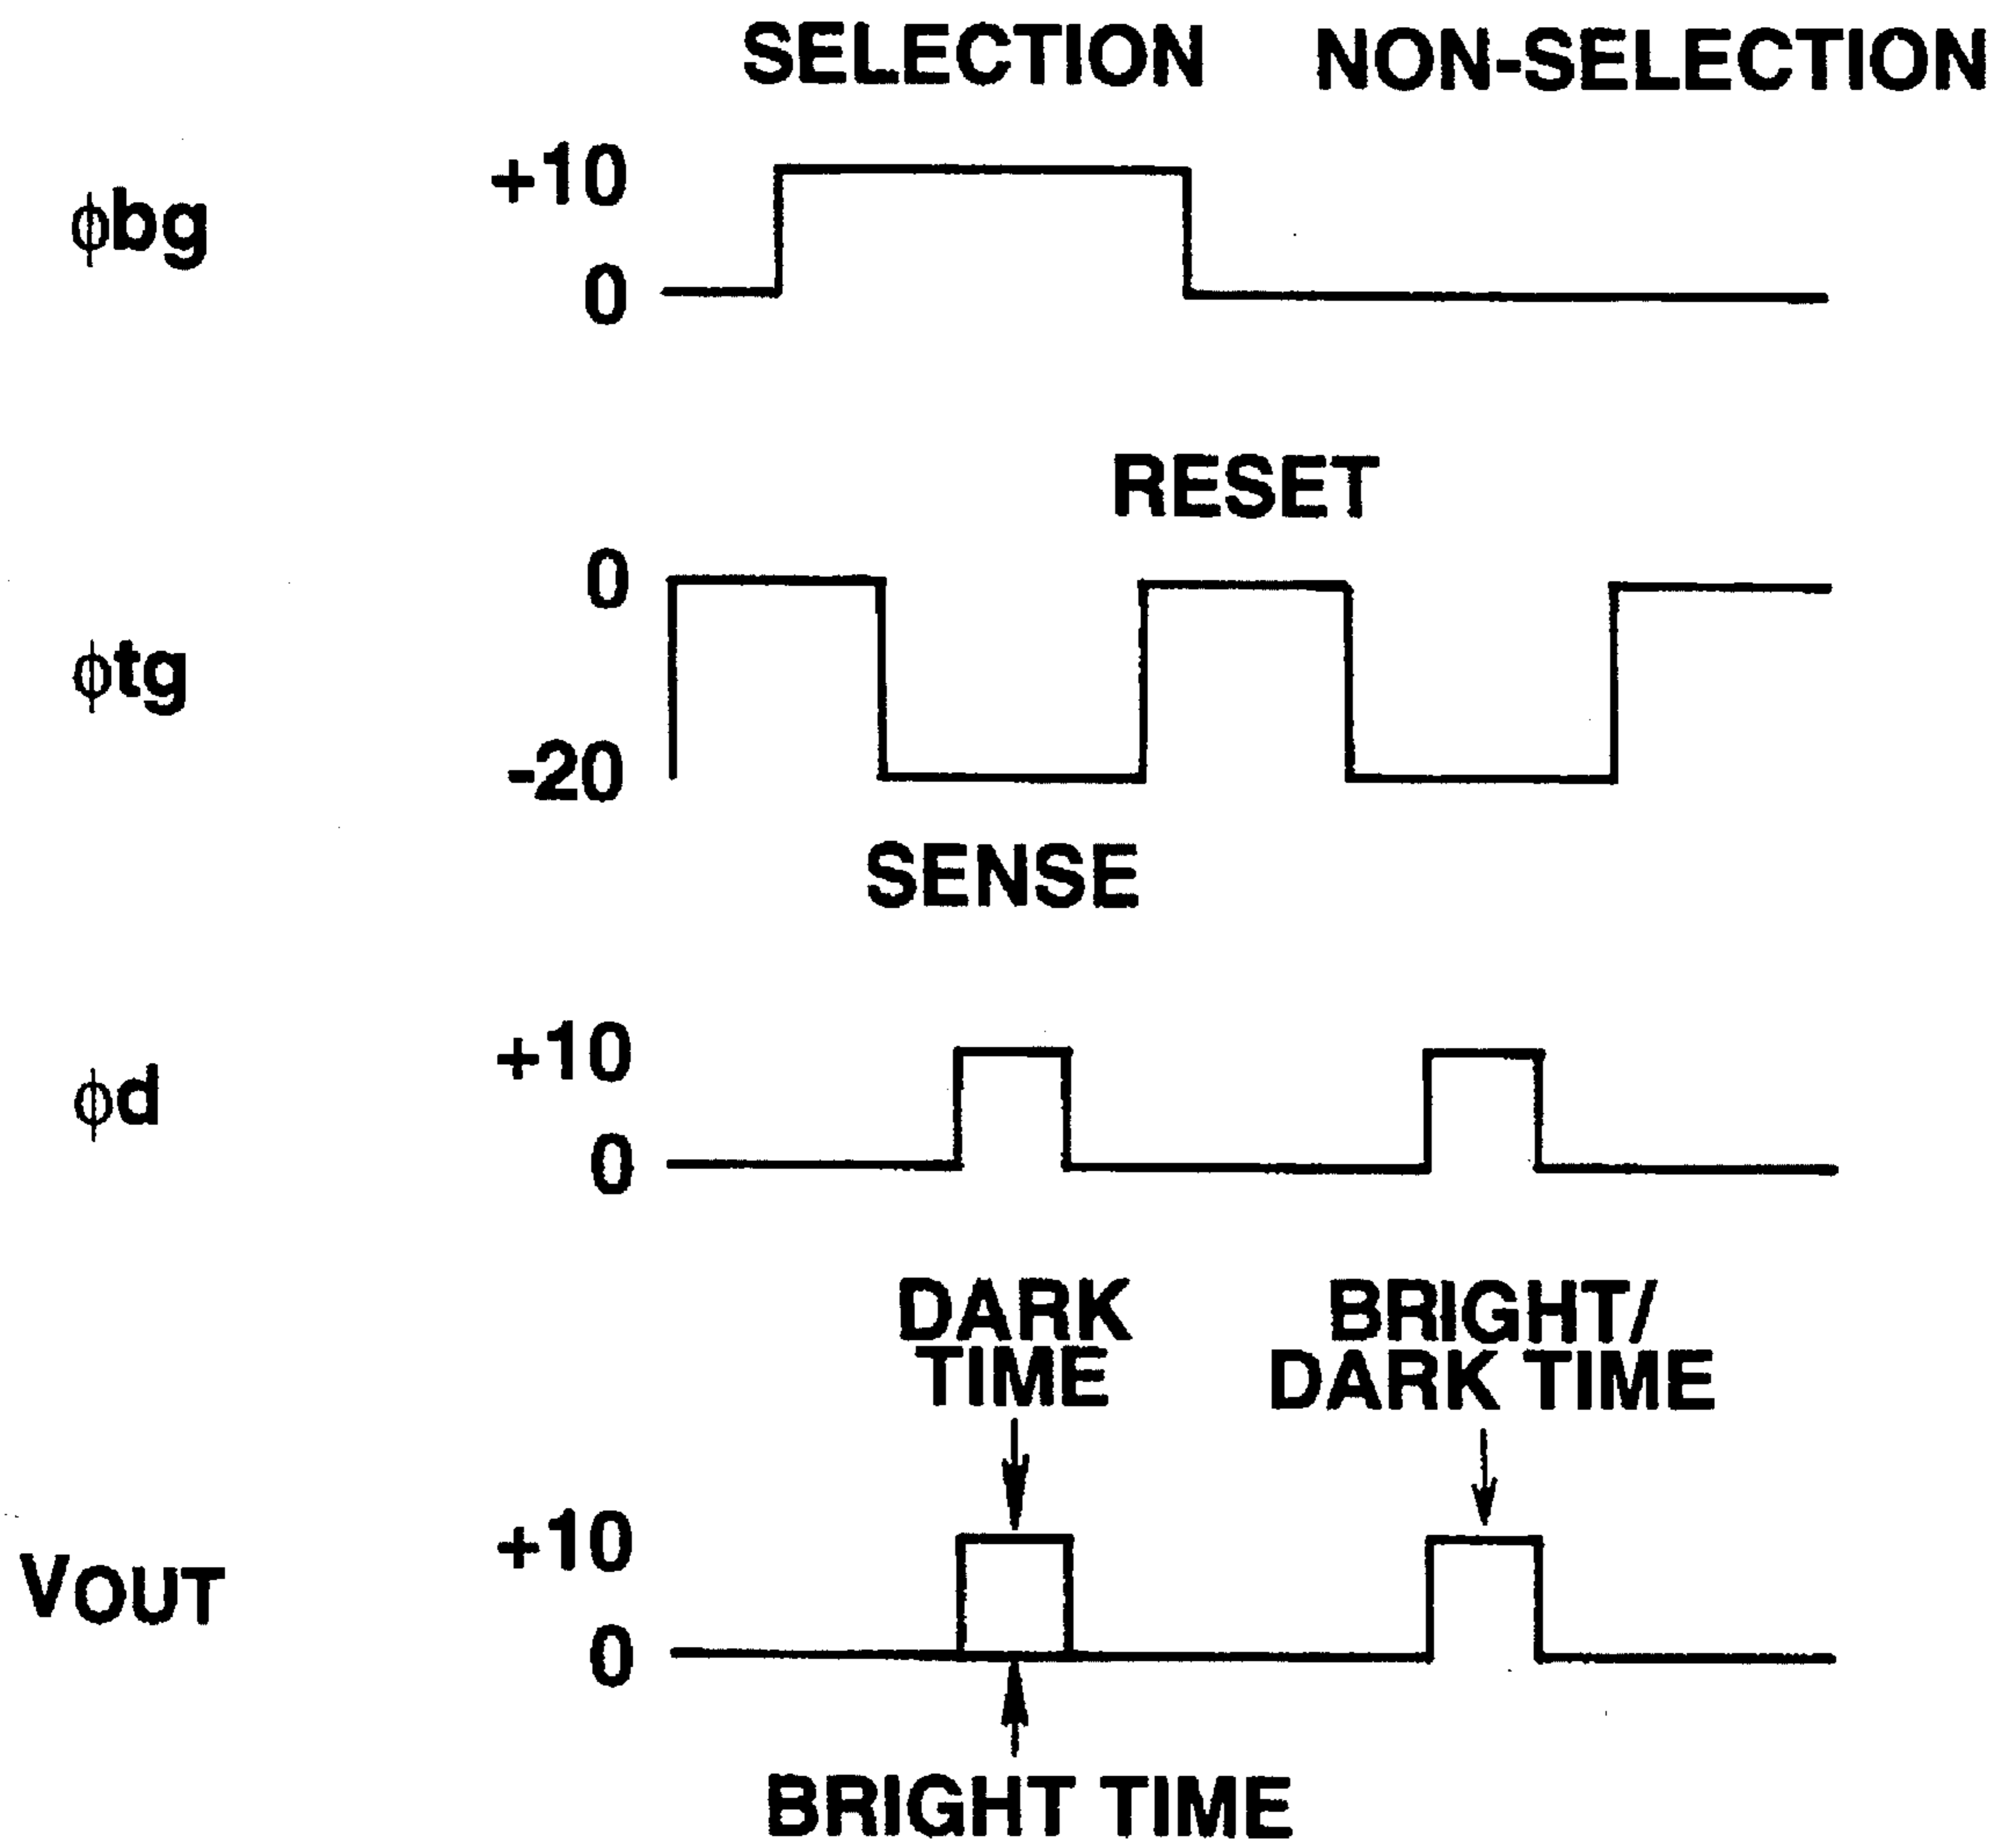 SELECTION NON-SELECTION
+10
ϕbg
0
RESET
0
ϕtg
-20
SENSE
+10
ϕd
0
DARK TIME
BRIGHT/ DARK TIME
+10
VOUT
0
BRIGHT TIME